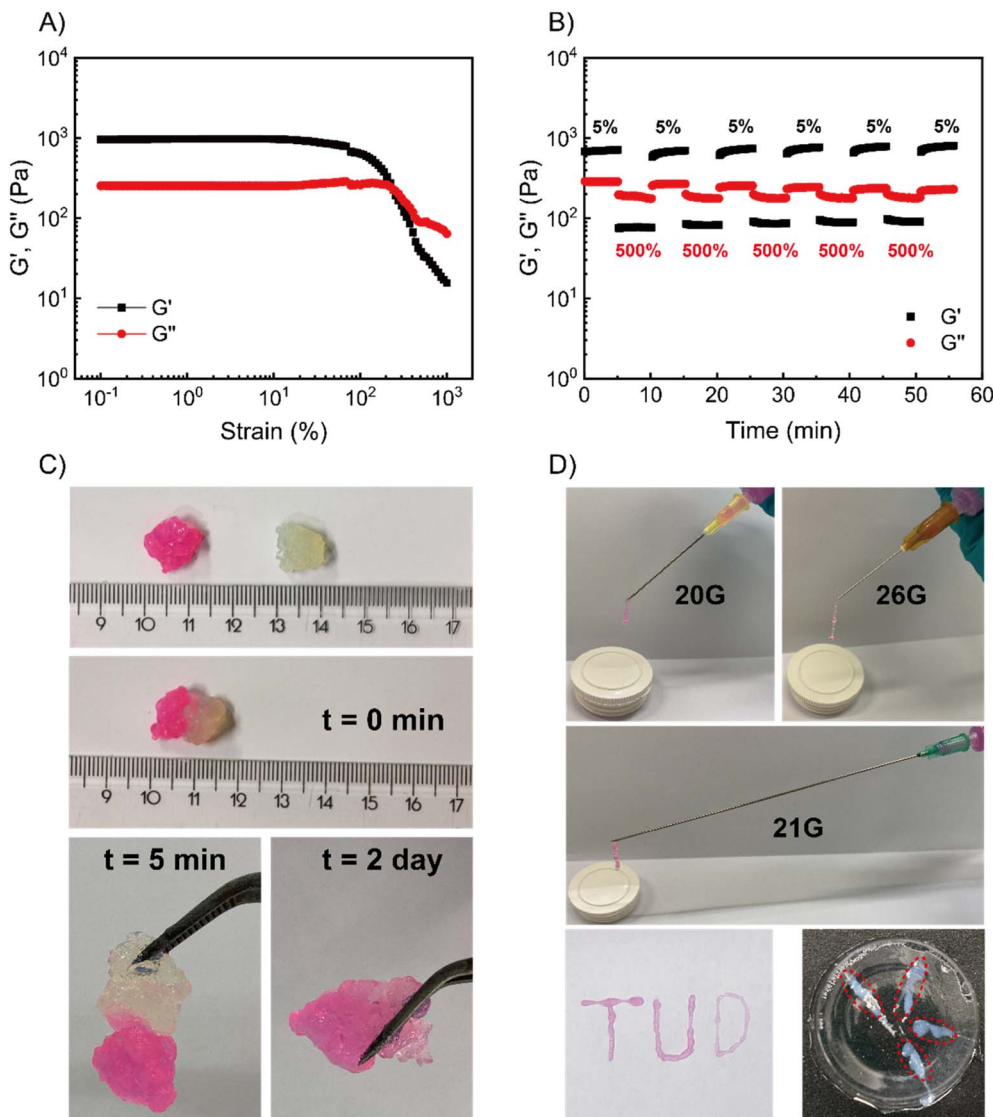 A)
10⁴
10³
10²
10¹
10⁰
G', G" (Pa)
G'
G"
10⁻¹ 10⁰ 10¹ 10² 10³
Strain (%)
B)
10⁴
10³
10²
10¹
10⁰
G', G" (Pa)
5% 5% 5% 5% 5% 5%
500% 500% 500% 500% 500%
G'
G"
0 10 20 30 40 50 60
Time (min)
C)
9 10 11 12 13 14 15 16 17
t = 0 min
9 10 11 12 13 14 15 16 17
t = 5 min
t = 2 day
D)
20G
26G
21G
TUD